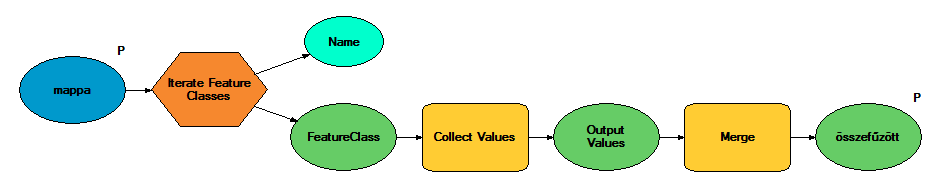 P
mappa
Iterate Feature
Classes
Name
FeatureClass
Collect Values
Output
Values
Merge
P
összefűzött